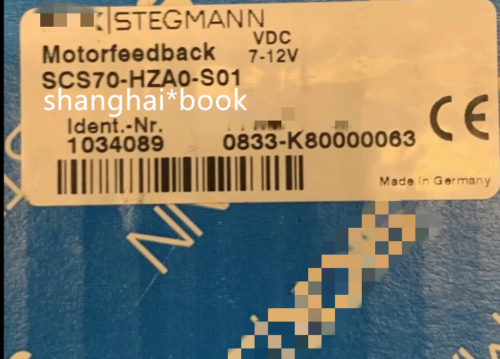 K|STEGMANN
VDC
Motorfeedback 7-12V
SCS70-HZA0-S01
shanghai*book
Ident.-Nr.
1034089 0833-K80000063
CE
Made in Germany